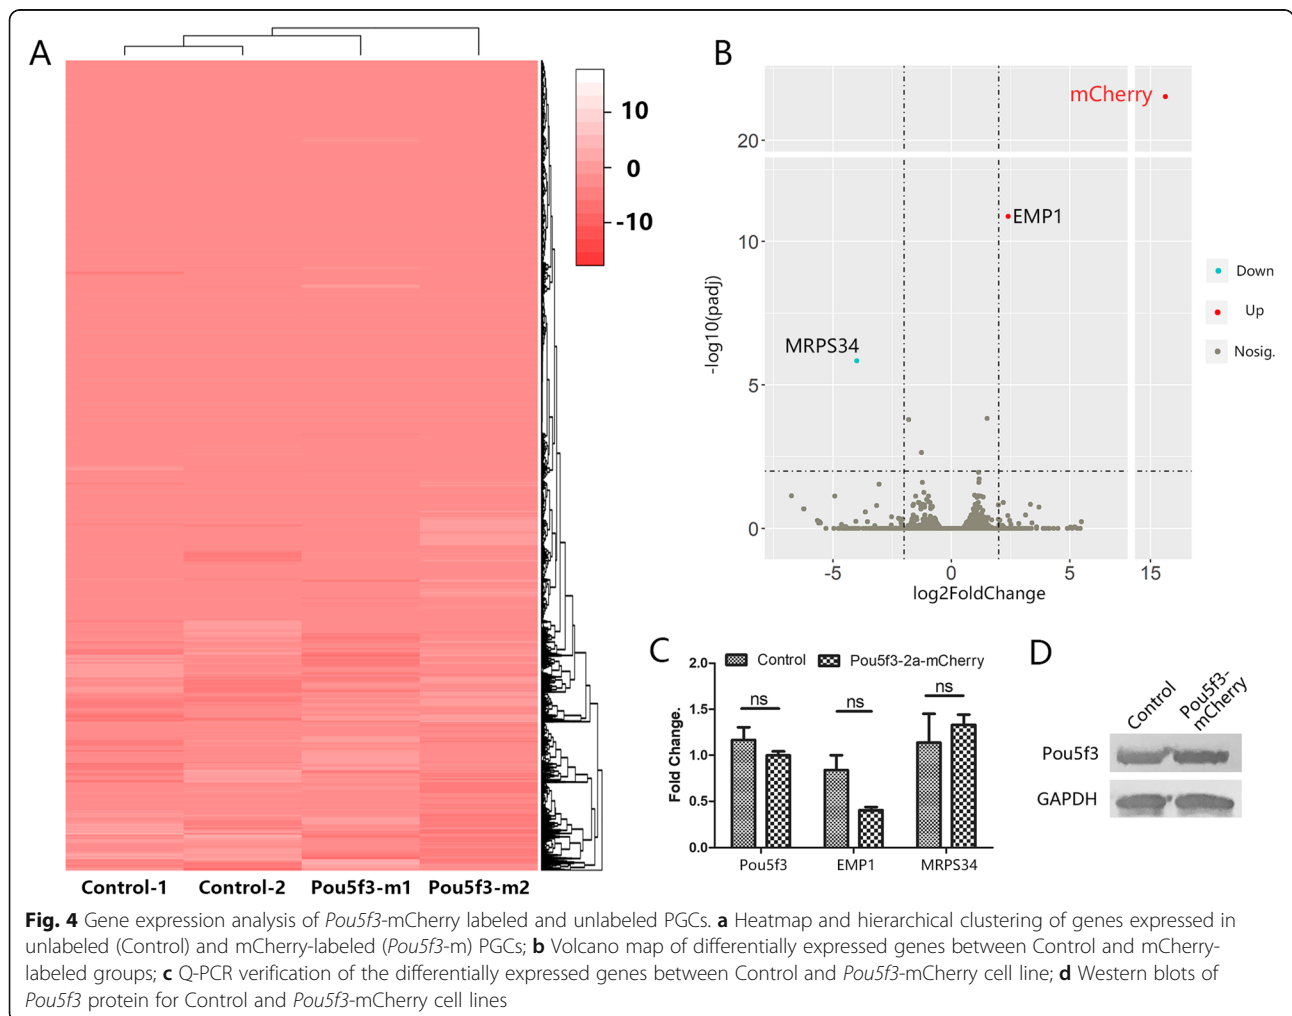 A
10
0
-10
Control-1 Control-2 Pou5f3-m1 Pou5f3-m2
B
mCherry
EMP1
MRPS34
20
10
5
0
-log10(padj)
-5 0 5 15
log2FoldChange
Down
Up
Nosig.
C
Control Pou5f3-2a-mCherry
2.0
1.5
1.0
0.5
0.0
Fold Change.
ns ns ns
Pou5f3 EMP1 MRPS34
D
Control Pou5f3-
mCherry
Pou5f3
GAPDH
Fig. 4 Gene expression analysis of Pou5f3-mCherry labeled and unlabeled PGCs. a Heatmap and hierarchical clustering of genes expressed in
unlabeled (Control) and mCherry-labeled (Pou5f3-m) PGCs; b Volcano map of differentially expressed genes between Control and mCherry-
labeled groups; c Q-PCR verification of the differentially expressed genes between Control and Pou5f3-mCherry cell line; d Western blots of
Pou5f3 protein for Control and Pou5f3-mCherry cell lines